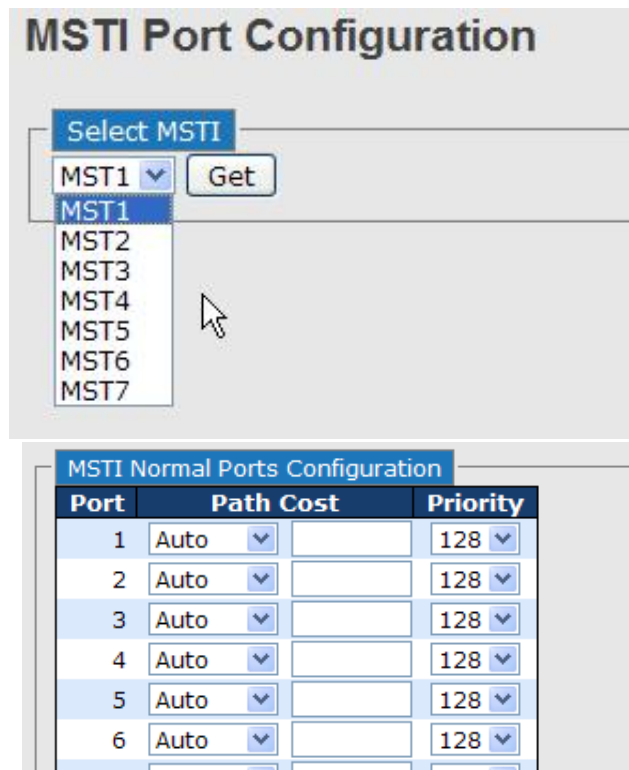 MSTI Port Configuration
Select MSTI
MST1 Get
MST1
MST2
MST3
MST4
MST5
MST6
MST7
MSTI Normal Ports Configuration
Port Path Cost Priority
1 Auto 128
2 Auto 128
3 Auto 128
4 Auto 128
5 Auto 128
6 Auto 128